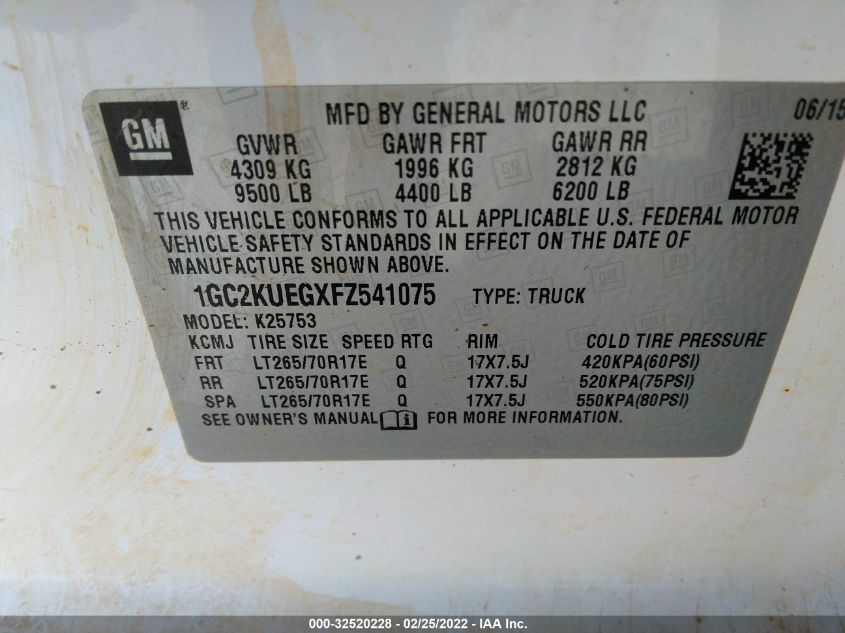 GM®
MFD BY GENERAL MOTORS LLC 06/15
GVWR GAWR FRT GAWR RR
4309 KG 1996 KG 2812 KG
9500 LB 4400 LB 6200 LB
THIS VEHICLE CONFORMS TO ALL APPLICABLE U.S. FEDERAL MOTOR
VEHICLE SAFETY STANDARDS IN EFFECT ON THE DATE OF
MANUFACTURE SHOWN ABOVE.
1GC2KUEGXFZ541075 TYPE: TRUCK
MODEL: K25753
KCMJ TIRE SIZE SPEED RTG RIM COLD TIRE PRESSURE
FRT LT265/70R17E Q 17X7.5J 420KPA(60PSI)
RR LT265/70R17E Q 17X7.5J 520KPA(75PSI)
SPA LT265/70R17E Q 17X7.5J 550KPA(80PSI)
SEE OWNER'S MANUAL FOR MORE INFORMATION.
000-32520228 - 02/25/2022 - IAA Inc.